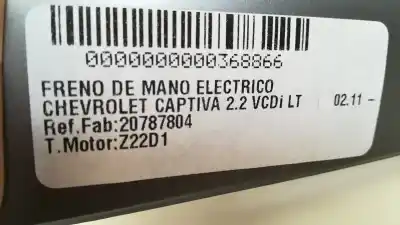 0000000000368866
FRENO DE MANO ELECTRICO
CHEVROLET CAPTIVA 2.2 VCDi LT 02.11 -
Ref.Fab:20787804
T.Motor:Z22D1